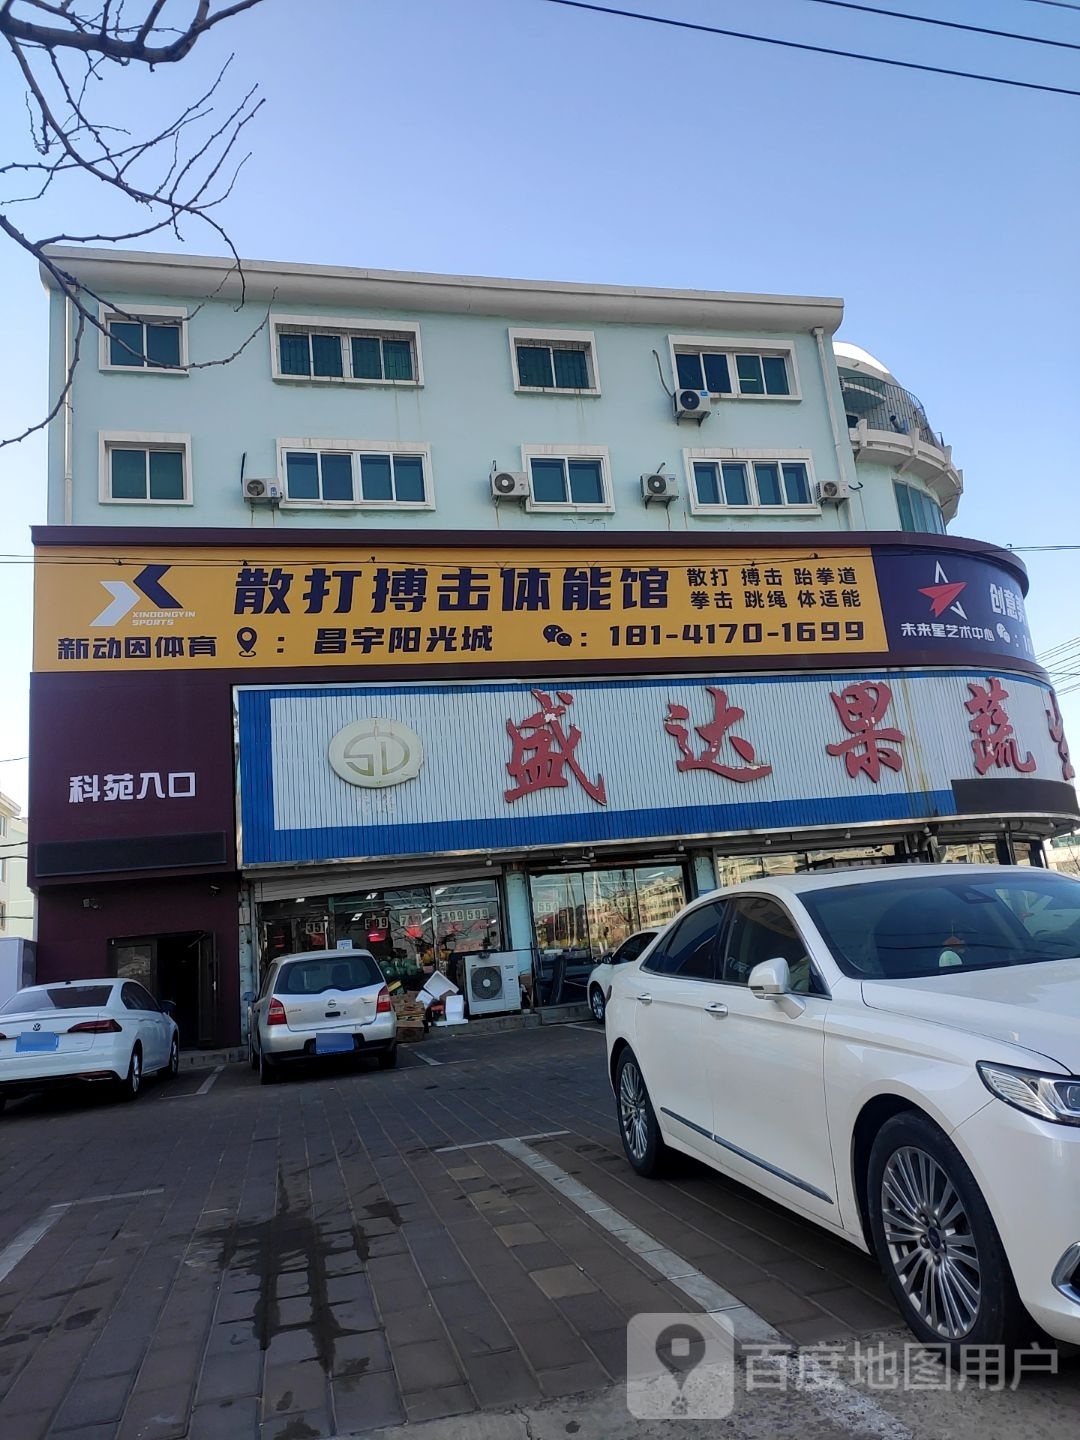 XINDONGYIN
SPORTS
新动因体育
散打搏击体能馆
散打 搏击 跆拳道
拳击 跳绳 体适能
：昌宇阳光城
：181-4170-1699
创意
未来星艺术中心
SD
盛达果蔬
科苑入口
百度地图用户